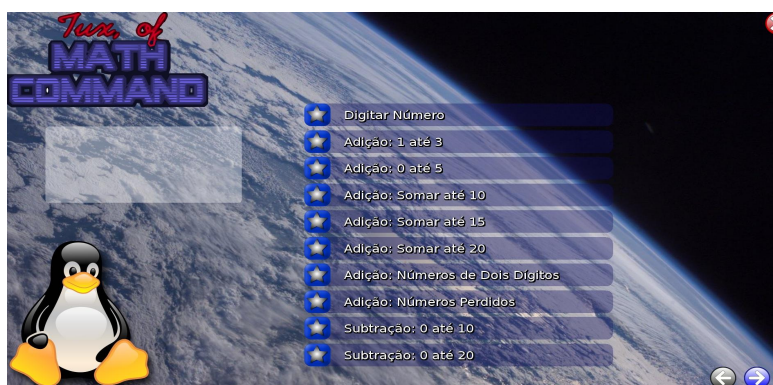 Tux, of
MATH
COMMAND
Digitar Número
Adição: 1 até 3
Adição: 0 até 5
Adição: Somar até 10
Adição: Somar até 15
Adição: Somar até 20
Adição: Números de Dois Dígitos
Adição: Números Perdidos
Subtração: 0 até 10
Subtração: 0 até 20